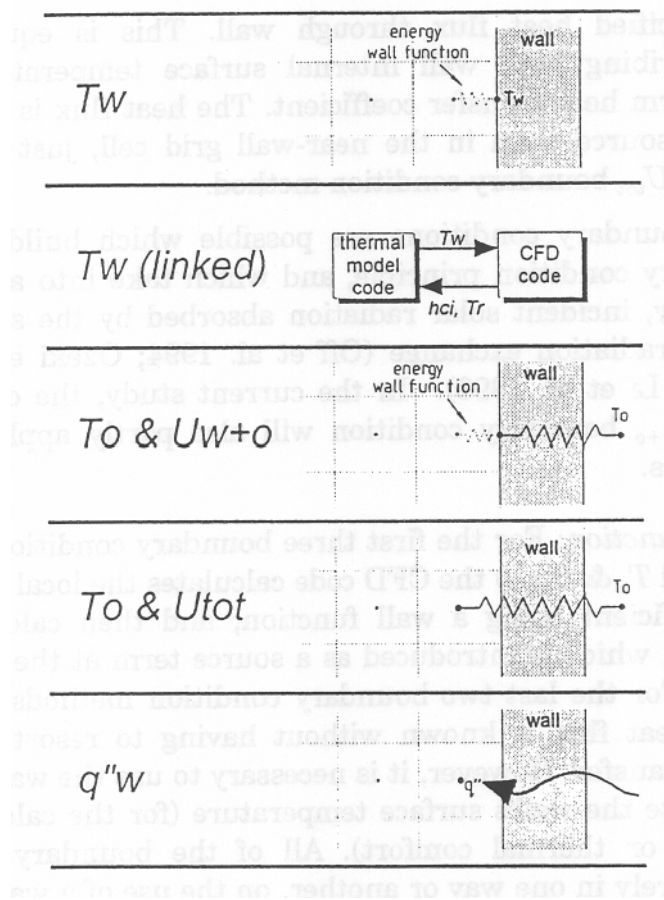 energy
wall function
wall
Tw
Tw
Tw (linked)
thermal
model
code
Tw
hci, Tr
CFD
code
energy
wall function
wall
To
To & Uw+o
wall
To
To & Utot
wall
q"w
q"